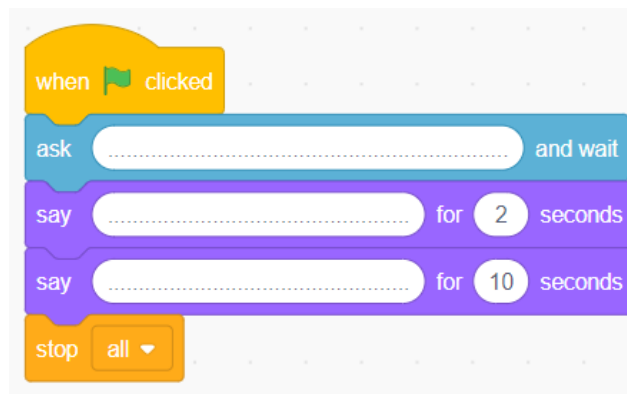 when clicked
ask ........................................................................ and wait
say ...................................................... for 2 seconds
say ...................................................... for 10 seconds
stop all